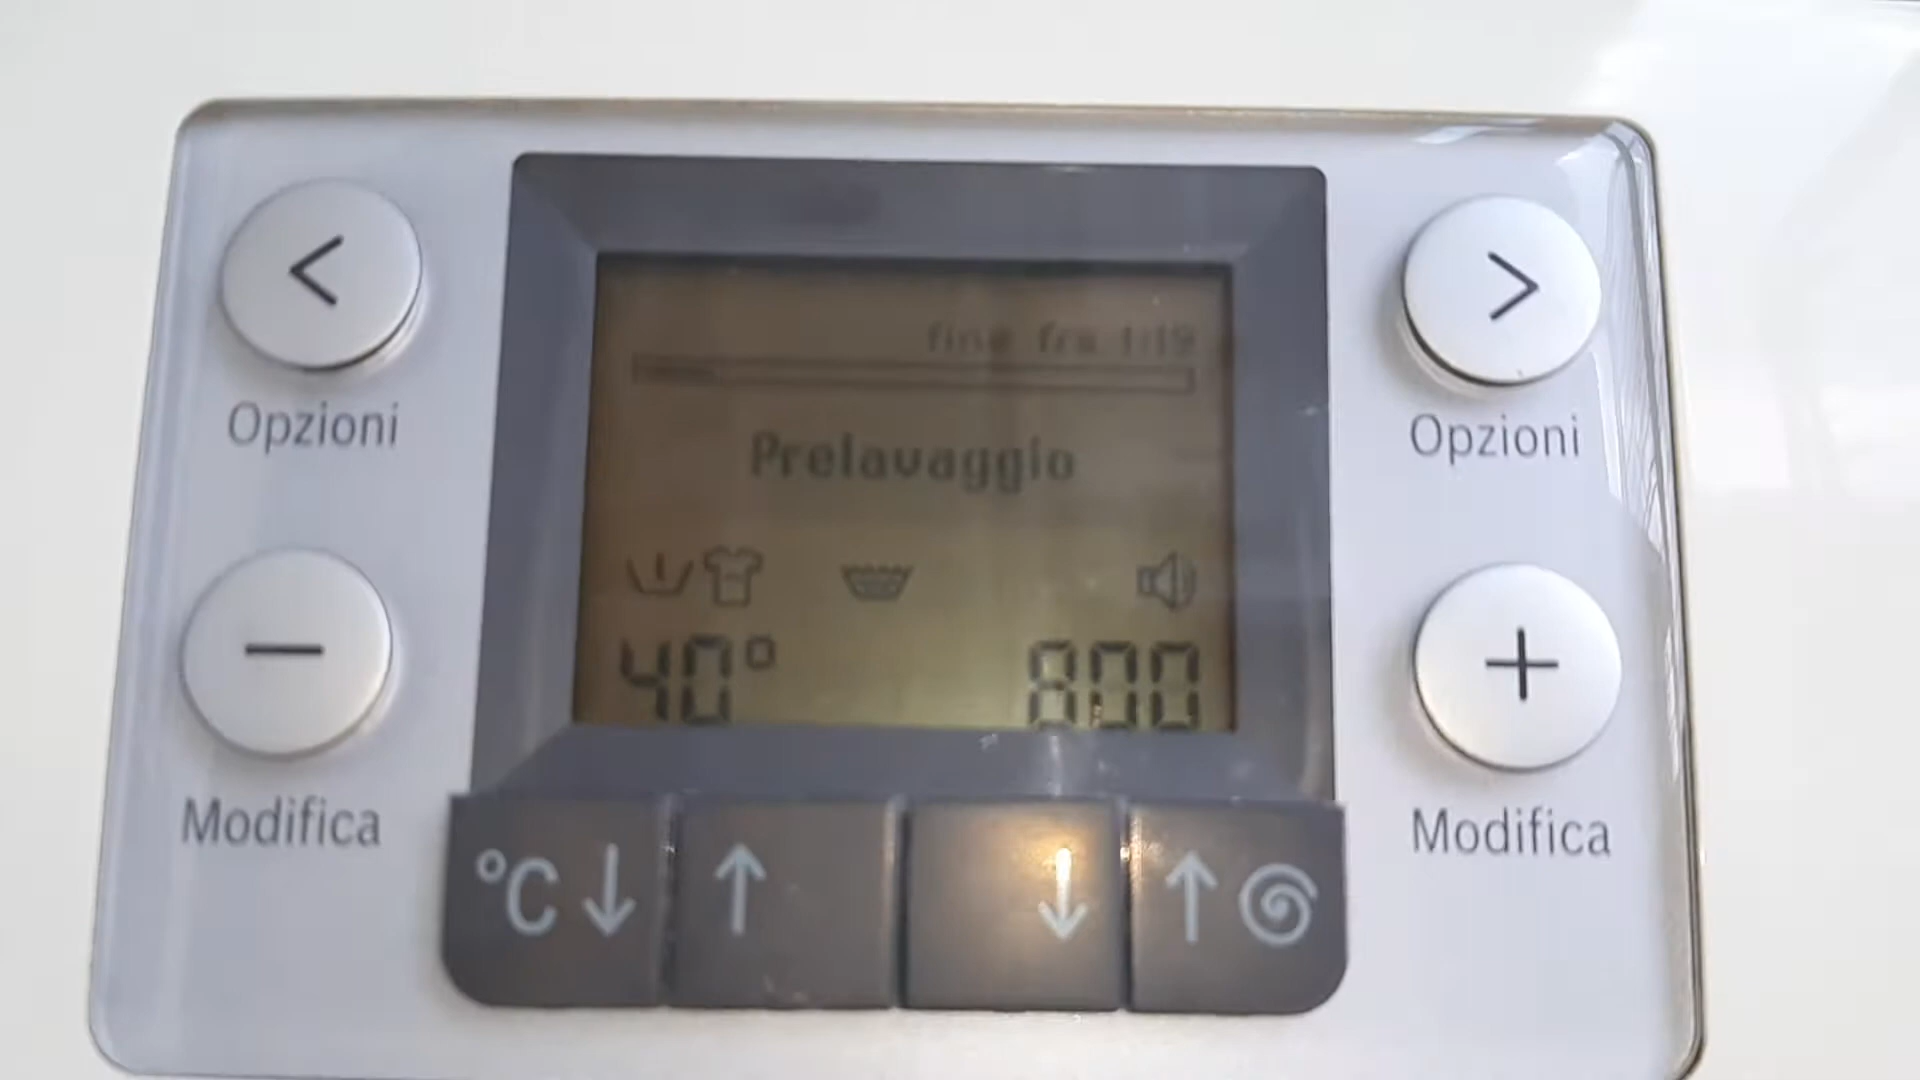 <
>
fine fra 1:19
Opzioni
Opzioni
Prelavaggio
40°
800
−
+
Modifica
Modifica
°C ↓
↑
↓
↑